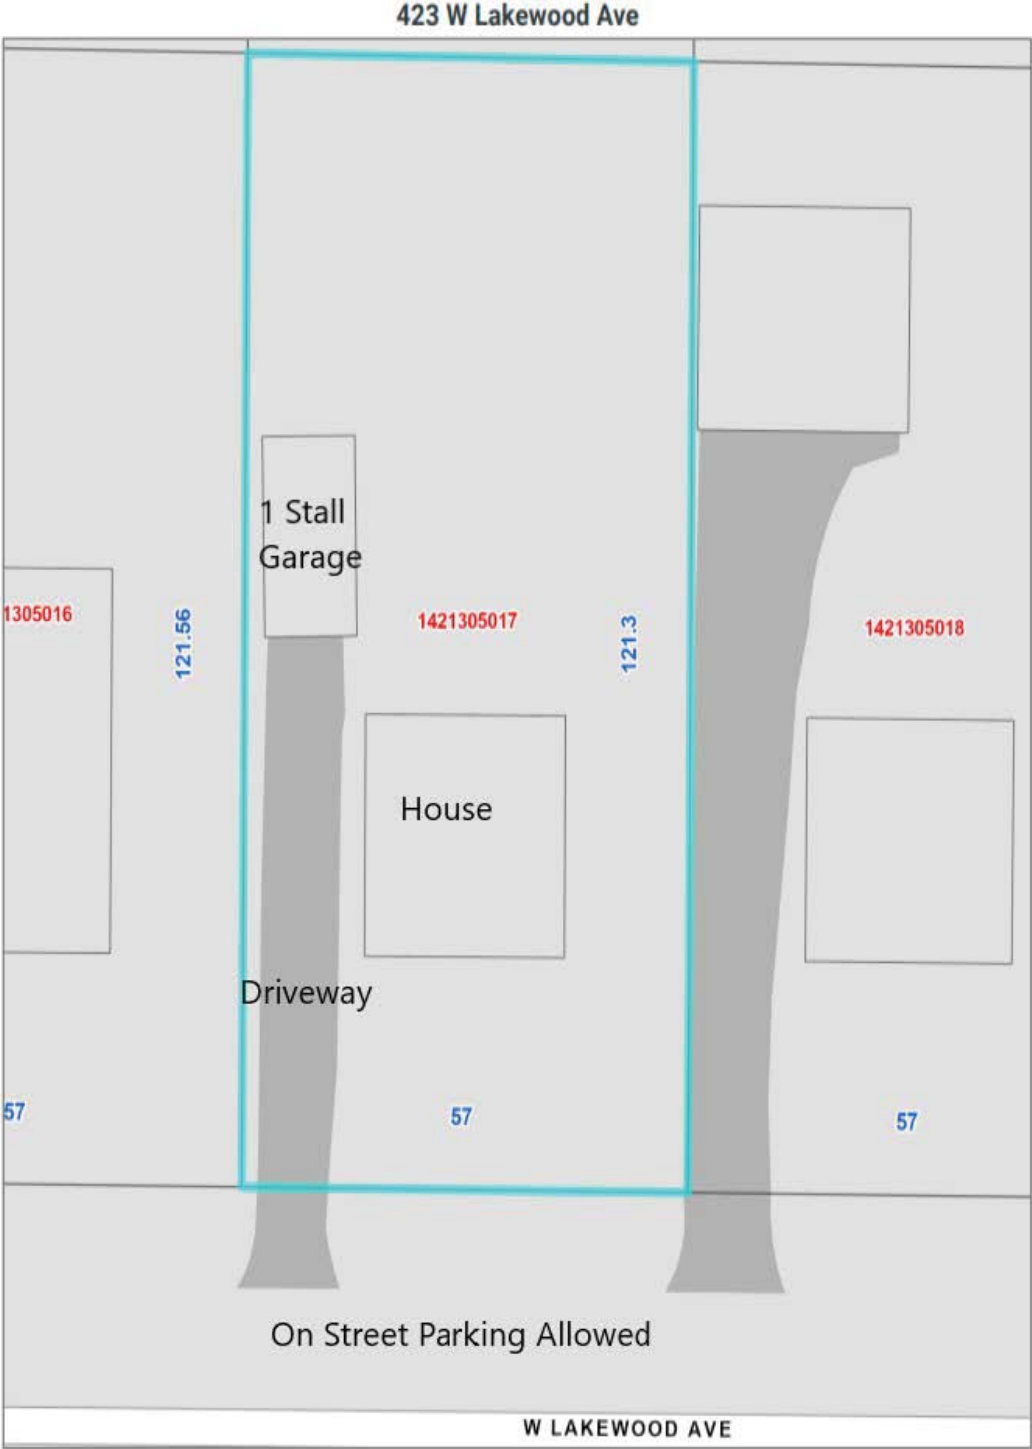 423 W Lakewood Ave
1 Stall
Garage
1305016
121.56
1421305017
121.3
1421305018
House
Driveway
57
57
57
On Street Parking Allowed
W LAKEWOOD AVE